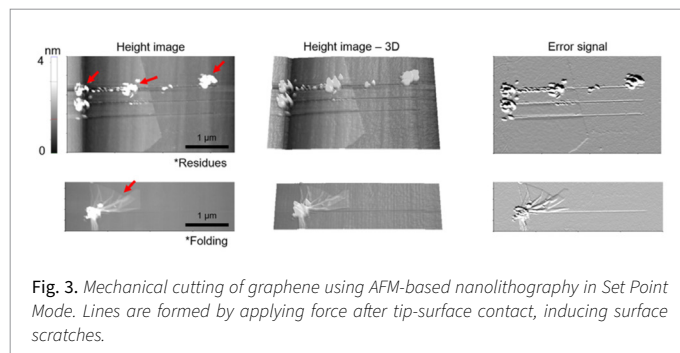 nm
Height image
Height image – 3D
Error signal
4
0
1 µm
*Residues
1 µm
*Folding
Fig. 3. Mechanical cutting of graphene using AFM-based nanolithography in Set Point
Mode. Lines are formed by applying force after tip-surface contact, inducing surface
scratches.